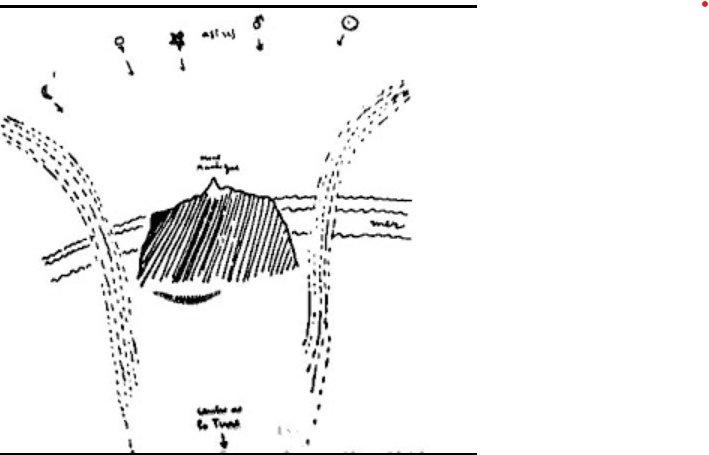 astres
Mont
Analogue
mer
Centre de
la Terre